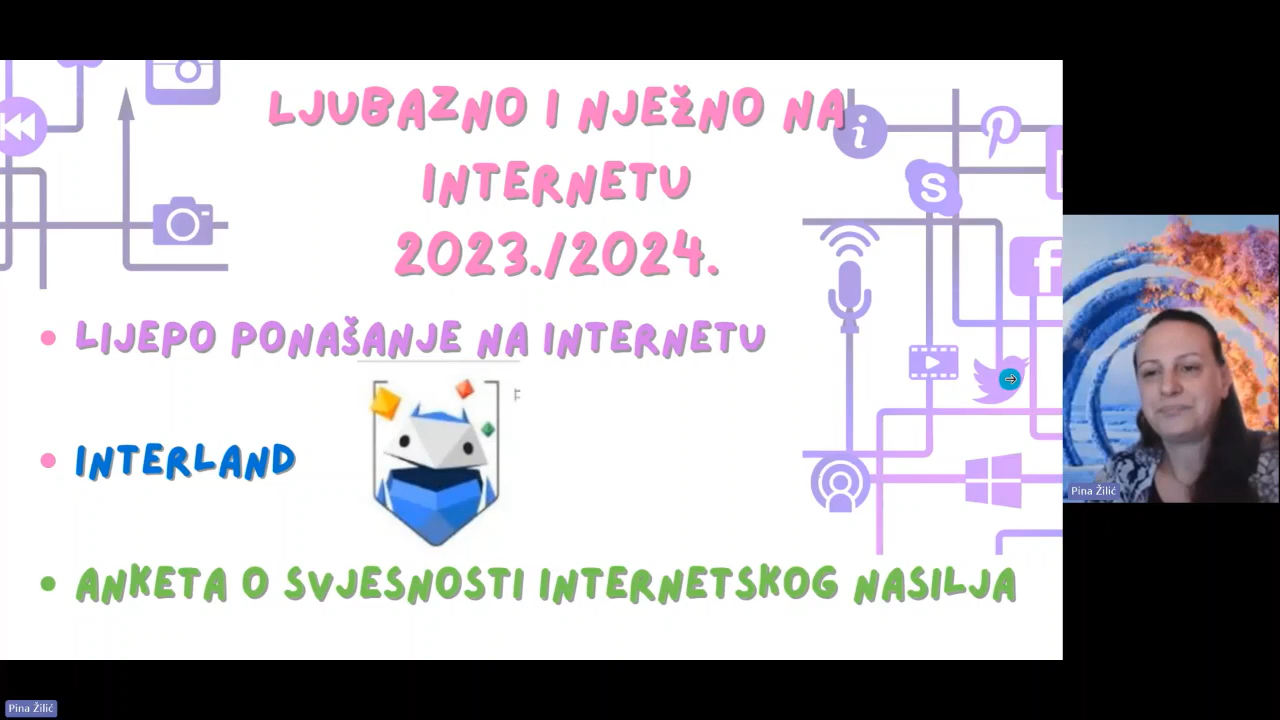 LJUBAZNO I NJEŽNO NA
INTERNETU
2023./2024.
• LIJEPO PONAŠANJE NA INTERNETU
• INTERLAND
• ANKETA O SVJESNOSTI INTERNETSKOG NASILJA
Pina Žilić
Pina Žilić